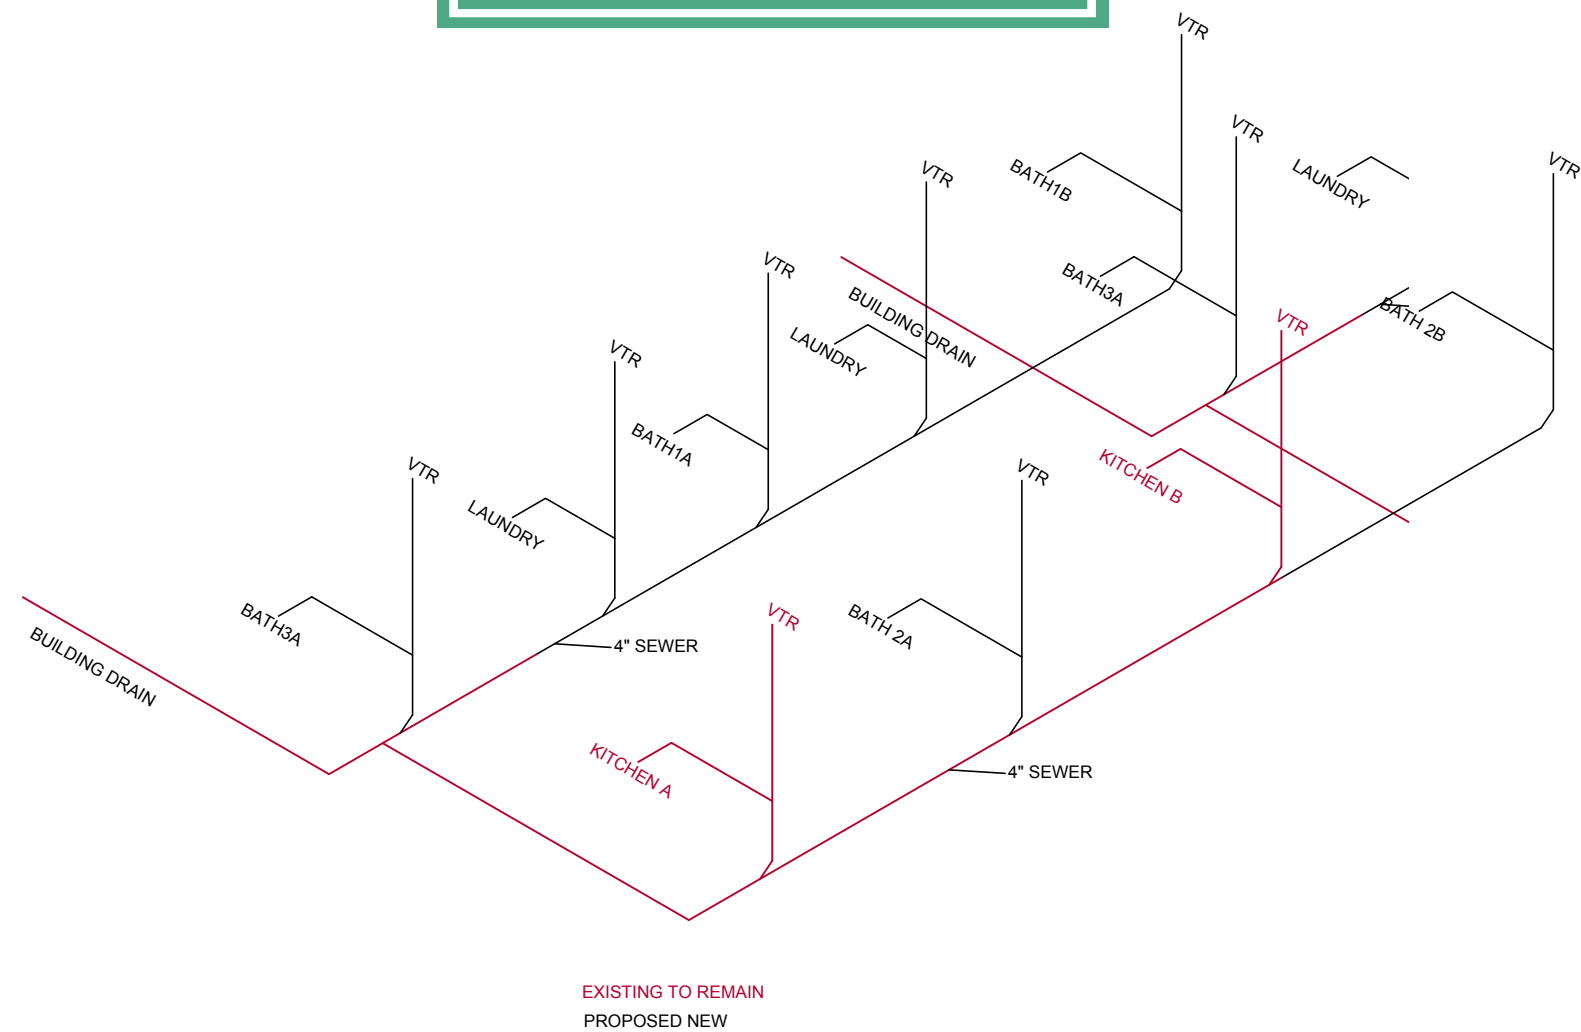 VTR
VTR
VTR
BATH1B
LAUNDRY
VTR
VTR
BATH3A
BUILDING DRAIN
BATH 2B
VTR
LAUNDRY
VTR
BATH1A
KITCHEN B
VTR
VTR
LAUNDRY
BATH3A
BUILDING DRAIN
4" SEWER
VTR
BATH 2A
KITCHEN A
4" SEWER
EXISTING TO REMAIN
PROPOSED NEW